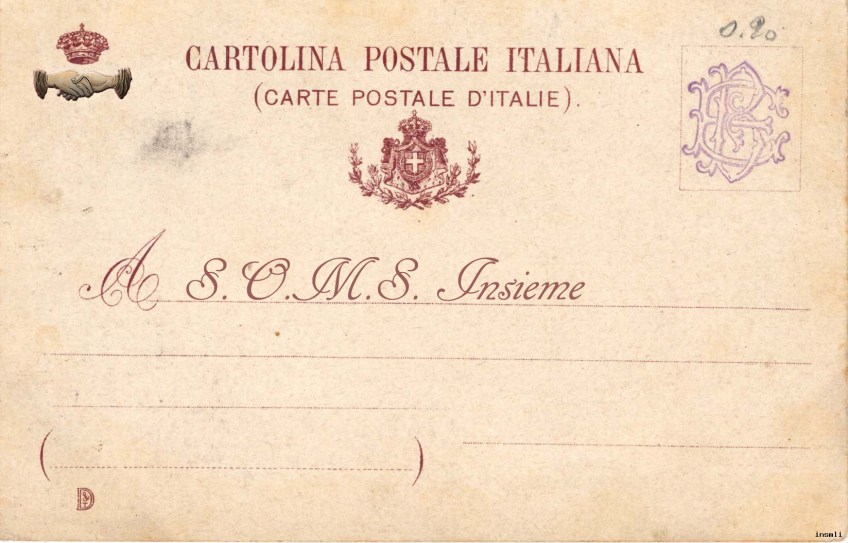 0.20
CARTOLINA POSTALE ITALIANA
(CARTE POSTALE D'ITALIE).
A S.O.M.S. Insieme
( )
insmli